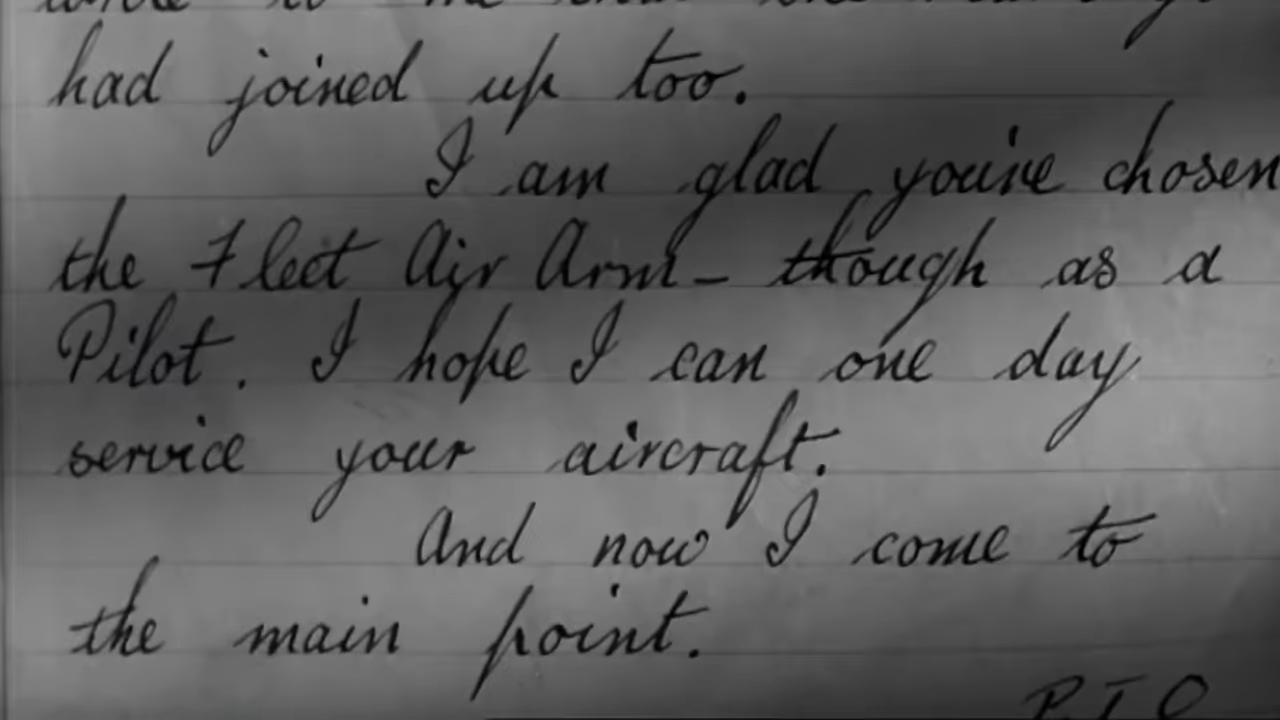 had joined up too.
I am glad you've chosen
the Fleet Air Arm - though as a
Pilot. I hope I can one day
service your aircraft.
And now I come to
the main point.
P.T.O